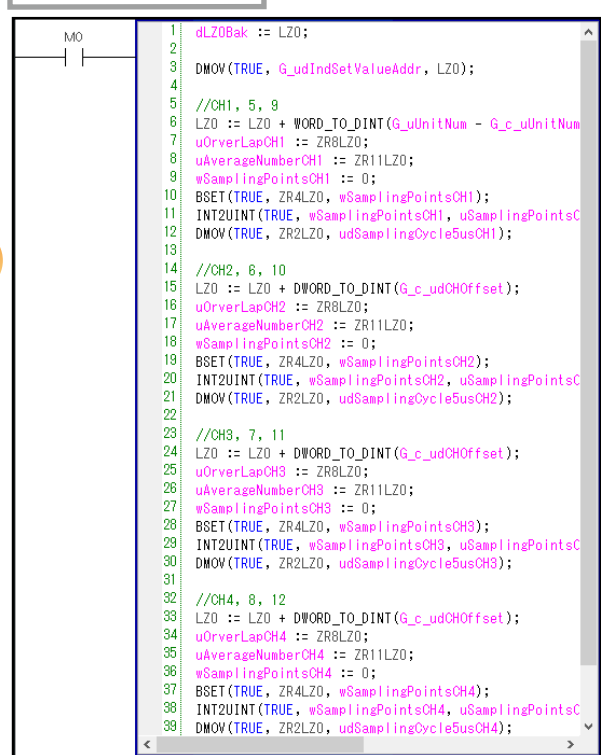 M0
1 dLZ0Bak := LZ0;
2
3 DMOV(TRUE, G_udIndSetValueAddr, LZ0);
4
5 //CH1, 5, 9
6 LZ0 := LZ0 + WORD_TO_DINT(G_uUnitNum - G_c_uUnitNum
7 uOrverLapCH1 := ZR8LZ0;
8 uAverageNumberCH1 := ZR11LZ0;
9 wSamplingPointsCH1 := 0;
10 BSET(TRUE, ZR4LZ0, wSamplingPointsCH1);
11 INT2UINT(TRUE, wSamplingPointsCH1, uSamplingPointsC
12 DMOV(TRUE, ZR2LZ0, udSamplingCycle5usCH1);
13
14 //CH2, 6, 10
15 LZ0 := LZ0 + DWORD_TO_DINT(G_c_udCHOffset);
16 uOrverLapCH2 := ZR8LZ0;
17 uAverageNumberCH2 := ZR11LZ0;
18 wSamplingPointsCH2 := 0;
19 BSET(TRUE, ZR4LZ0, wSamplingPointsCH2);
20 INT2UINT(TRUE, wSamplingPointsCH2, uSamplingPointsC
21 DMOV(TRUE, ZR2LZ0, udSamplingCycle5usCH2);
22
23 //CH3, 7, 11
24 LZ0 := LZ0 + DWORD_TO_DINT(G_c_udCHOffset);
25 uOrverLapCH3 := ZR8LZ0;
26 uAverageNumberCH3 := ZR11LZ0;
27 wSamplingPointsCH3 := 0;
28 BSET(TRUE, ZR4LZ0, wSamplingPointsCH3);
29 INT2UINT(TRUE, wSamplingPointsCH3, uSamplingPointsC
30 DMOV(TRUE, ZR2LZ0, udSamplingCycle5usCH3);
31
32 //CH4, 8, 12
33 LZ0 := LZ0 + DWORD_TO_DINT(G_c_udCHOffset);
34 uOrverLapCH4 := ZR8LZ0;
35 uAverageNumberCH4 := ZR11LZ0;
36 wSamplingPointsCH4 := 0;
37 BSET(TRUE, ZR4LZ0, wSamplingPointsCH4);
38 INT2UINT(TRUE, wSamplingPointsCH4, uSamplingPointsC
39 DMOV(TRUE, ZR2LZ0, udSamplingCycle5usCH4);